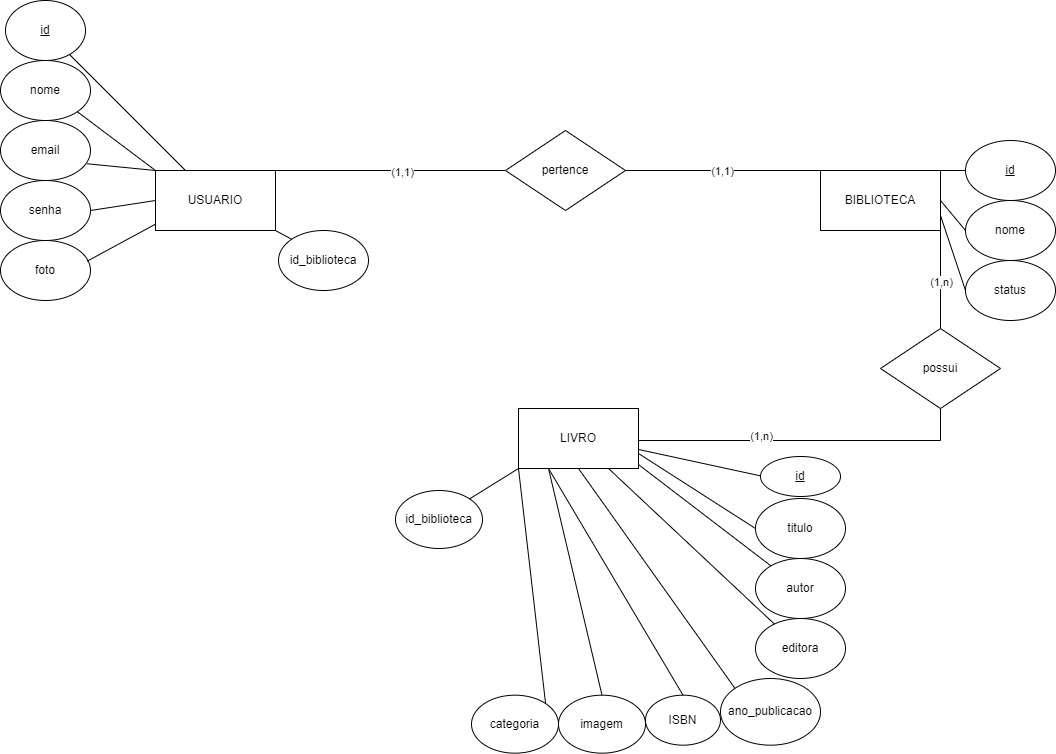 id
nome
email
senha
foto
USUARIO
id_biblioteca
(1,1)
pertence
(1,1)
BIBLIOTECA
id
nome
status
(1,n)
possui
(1,n)
LIVRO
id_biblioteca
id
titulo
autor
editora
ano_publicacao
ISBN
imagem
categoria